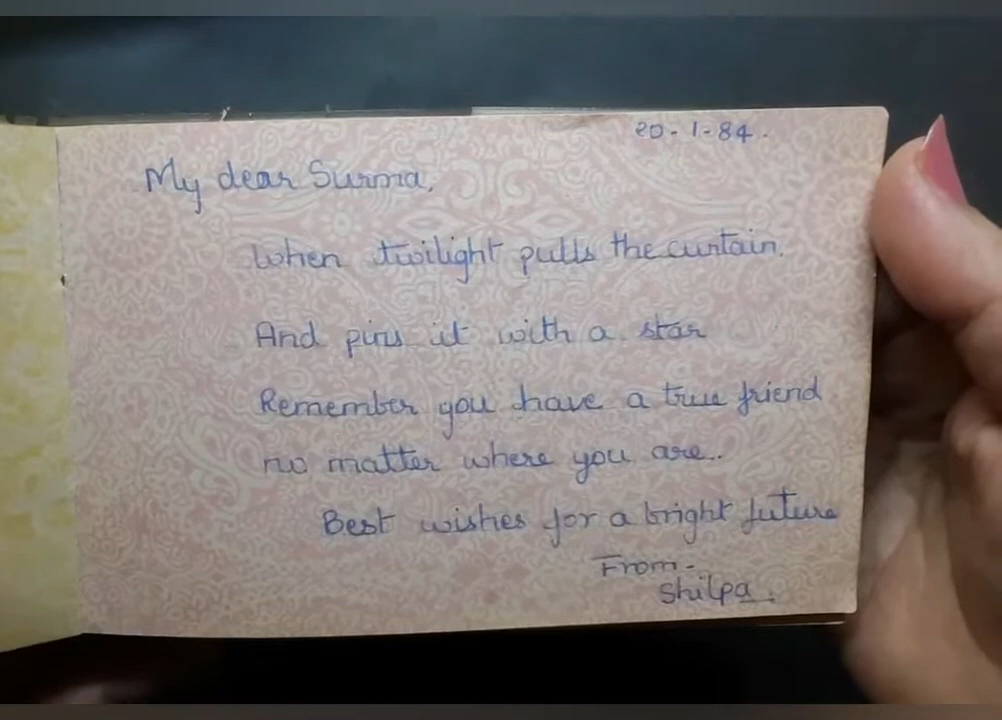 20-1-84.
My dear Surma,
When twilight pulls the curtain.
And pins it with a star
Remember you have a true friend
no matter where you are..
Best wishes for a bright future
From-
Shilpa.